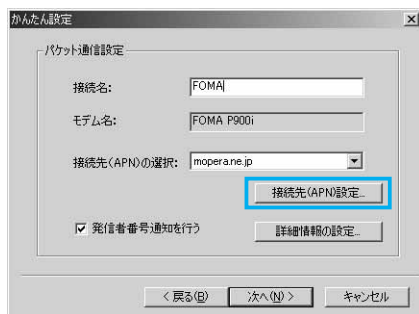 かんたん設定
パケット通信設定
接続名: FOMA
モデム名: FOMA P900i
接続先(APN)の選択: mopera.ne.jp
接続先(APN)設定...
発信者番号通知を行う 詳細情報の設定...
< 戻る(B) 次へ(N) > キャンセル